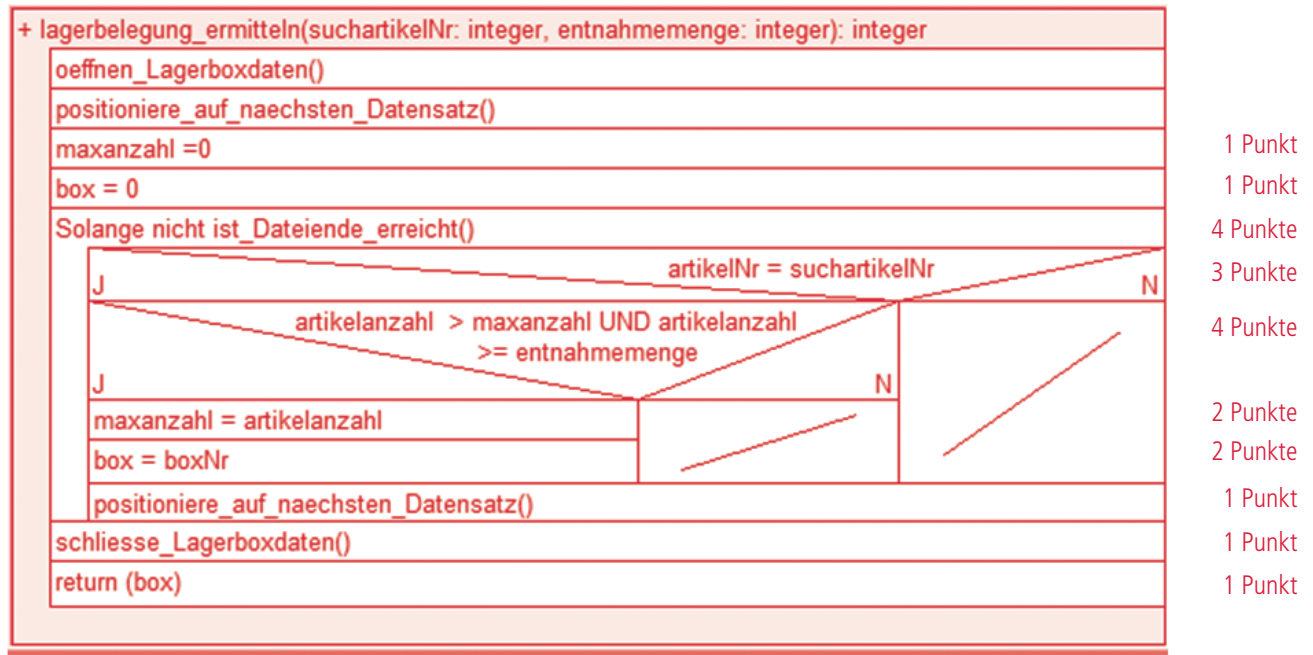 + lagerbelegung_ermitteln(suchartikelNr: integer, entnahmemenge: integer): integer
oeffnen_Lagerboxdaten()
positioniere_auf_naechsten_Datensatz()
maxanzahl =0
1 Punkt
box = 0
1 Punkt
Solange nicht ist_Dateiende_erreicht()
4 Punkte
artikelNr = suchartikelNr
3 Punkte
J
N
artikelanzahl > maxanzahl UND artikelanzahl
4 Punkte
>= entnahmemenge
J
N
maxanzahl = artikelanzahl
2 Punkte
box = boxNr
2 Punkte
positioniere_auf_naechsten_Datensatz()
1 Punkt
schliesse_Lagerboxdaten()
1 Punkt
return (box)
1 Punkt